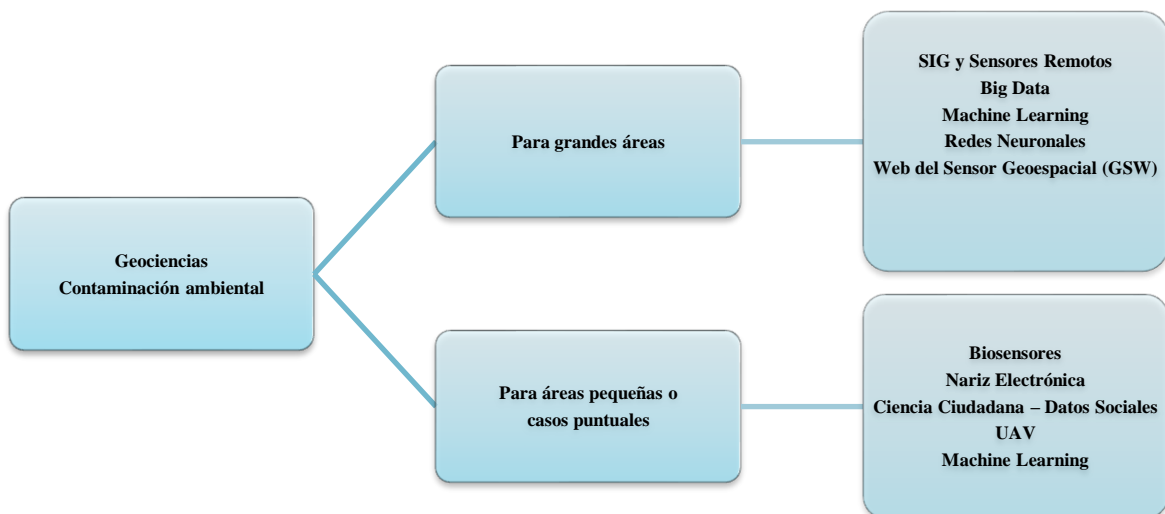 Geociencias
Contaminación ambiental
Para grandes áreas
SIG y Sensores Remotos
Big Data
Machine Learning
Redes Neuronales
Web del Sensor Geoespacial (GSW)
Para áreas pequeñas o
casos puntuales
Biosensores
Nariz Electrónica
Ciencia Ciudadana – Datos Sociales
UAV
Machine Learning